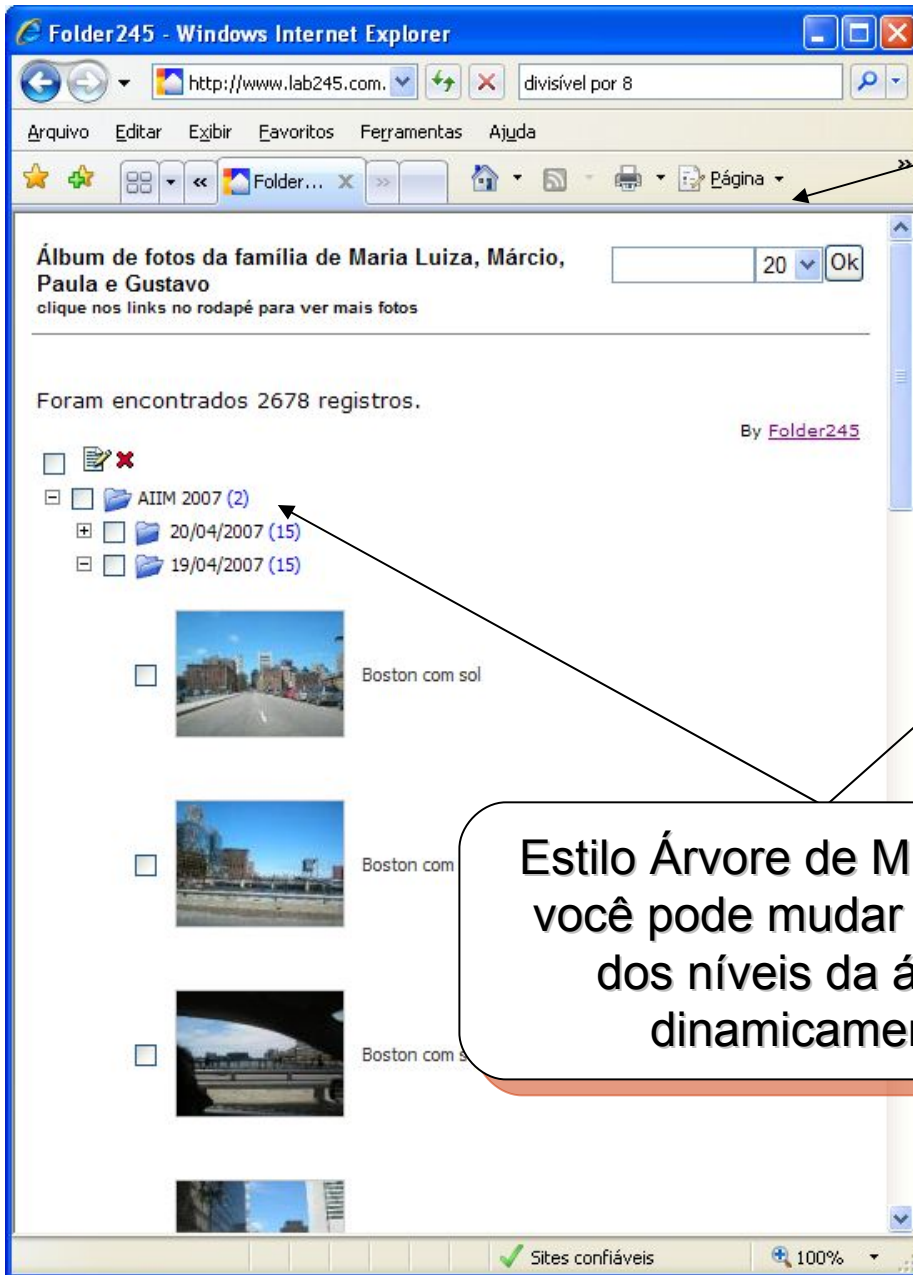 Folder245 - Windows Internet Explorer
http://www.lab245.com. divisível por 8
Arquivo Editar Exibir Favoritos Ferramentas Ajuda
Folder... Página
Álbum de fotos da família de Maria Luiza, Márcio,
Paula e Gustavo
clique nos links no rodapé para ver mais fotos
20 Ok
Foram encontrados 2678 registros.
By Folder245
AIIM 2007 (2)
20/04/2007 (15)
19/04/2007 (15)
Boston com sol
Boston com
Boston com s
Estilo Árvore de M
você pode mudar
dos níveis da á
dinamicamen
Sites confiáveis 100%